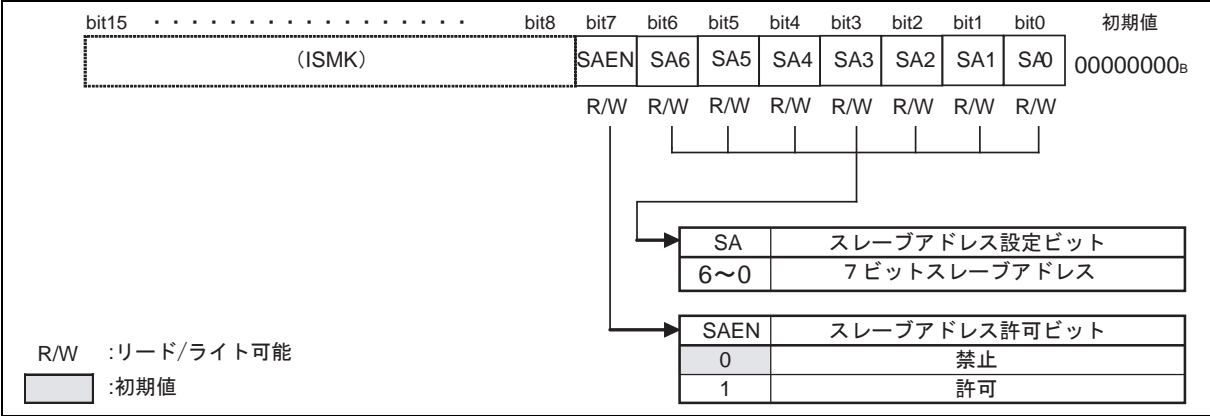 bit15 ・・・・・・・・・・・・・・・・・ bit8 bit7 bit6 bit5 bit4 bit3 bit2 bit1 bit0 初期値
(ISMK) SAEN SA6 SA5 SA4 SA3 SA2 SA1 SA0 00000000B
R/W R/W R/W R/W R/W R/W R/W R/W
SA スレーブアドレス設定ビット
6〜0 7ビットスレーブアドレス
SAEN スレーブアドレス許可ビット
0 禁止
1 許可
R/W :リード/ライト可能
:初期値